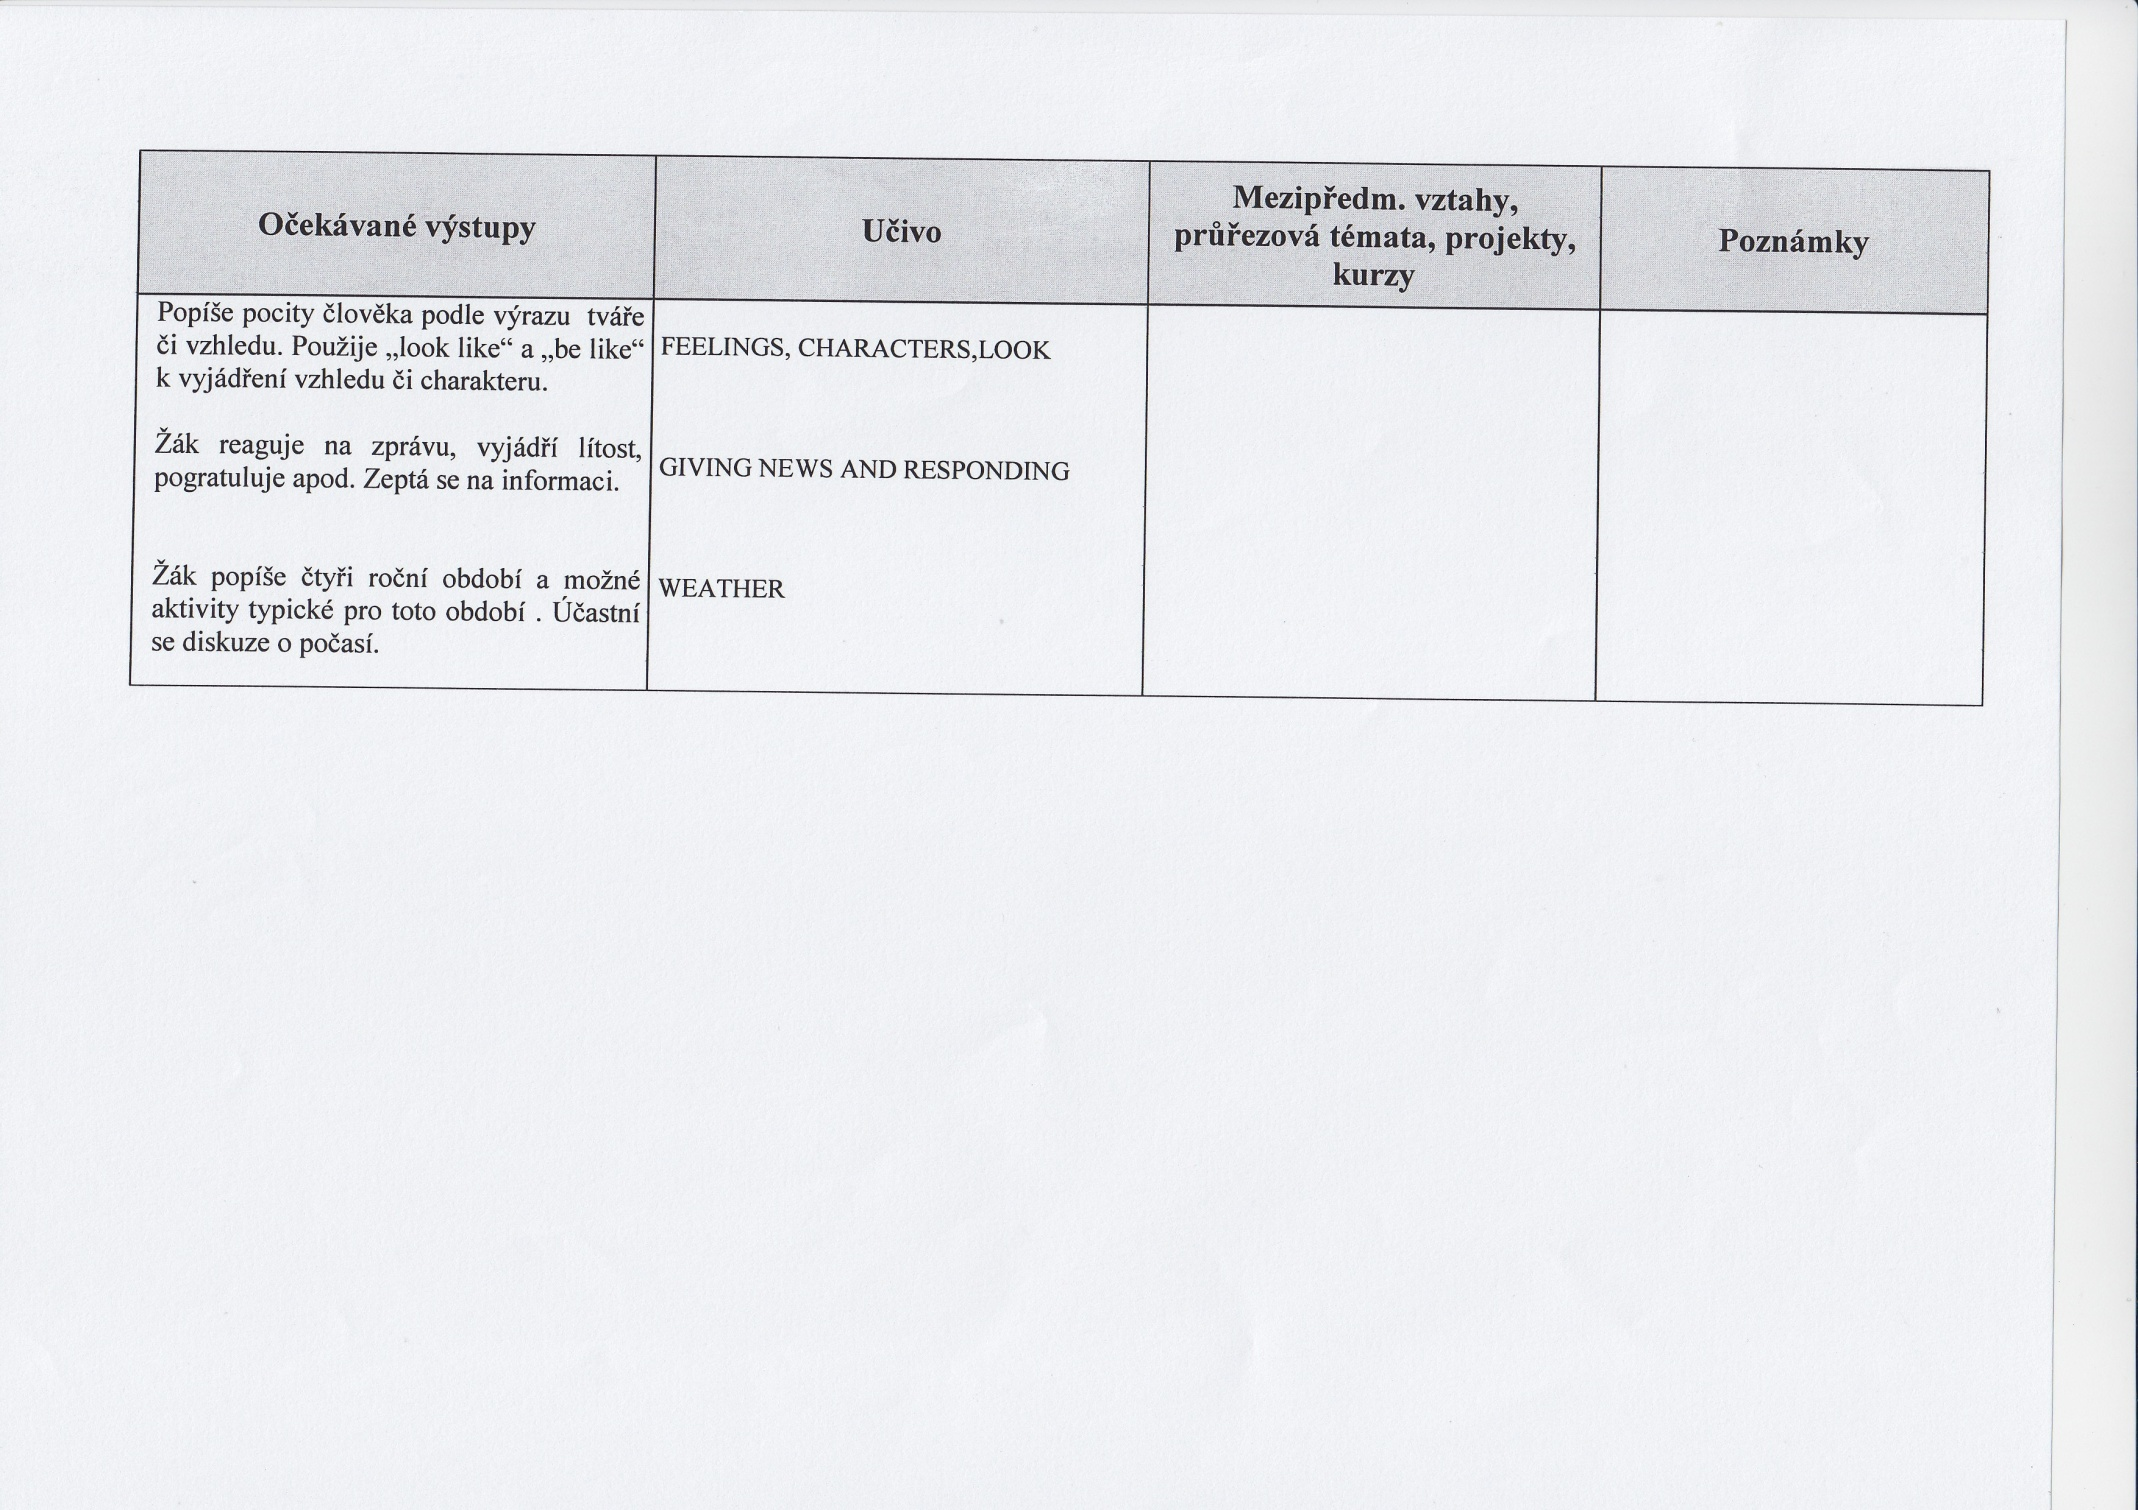 Očekávané výstupy
Učivo
Mezipředm. vztahy,
průřezová témata, projekty,
kurzy
Poznámky
Popíše pocity člověka podle výrazu tváře
či vzhledu. Použije „look like“ a „be like“
k vyjádření vzhledu či charakteru.
FEELINGS, CHARACTERS,LOOK
Žák reaguje na zprávu, vyjádří lítost,
pogratuluje apod. Zeptá se na informaci.
GIVING NEWS AND RESPONDING
Žák popíše čtyři roční období a možné
aktivity typické pro toto období . Účastní
se diskuze o počasí.
WEATHER